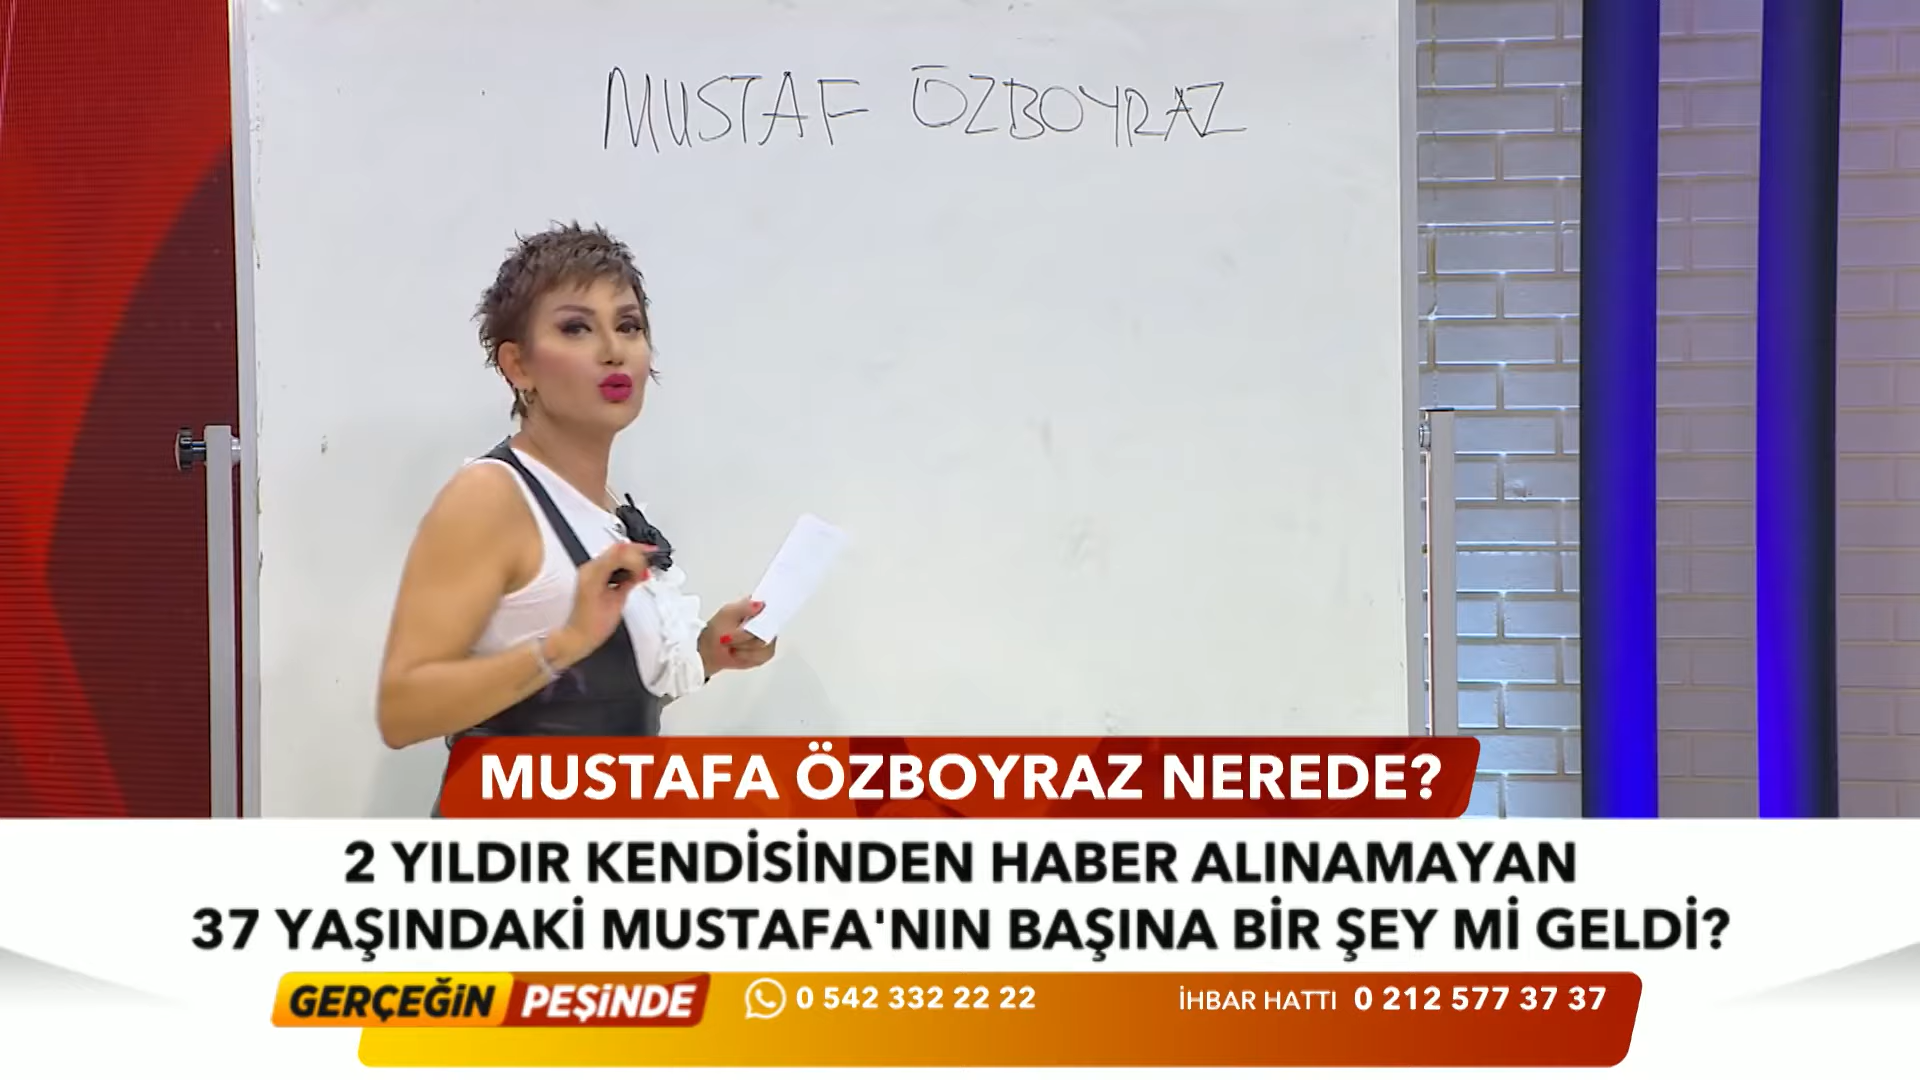 MUSTAF ÖZBOYRAZ
MUSTAFA ÖZBOYRAZ NEREDE?
2 YILDIR KENDİSİNDEN HABER ALINAMAYAN
37 YAŞINDAKİ MUSTAFA'NIN BAŞINA BİR ŞEY Mİ GELDİ?
GERÇEĞİN PEŞİNDE 0 542 332 22 22 İHBAR HATTI 0 212 577 37 37